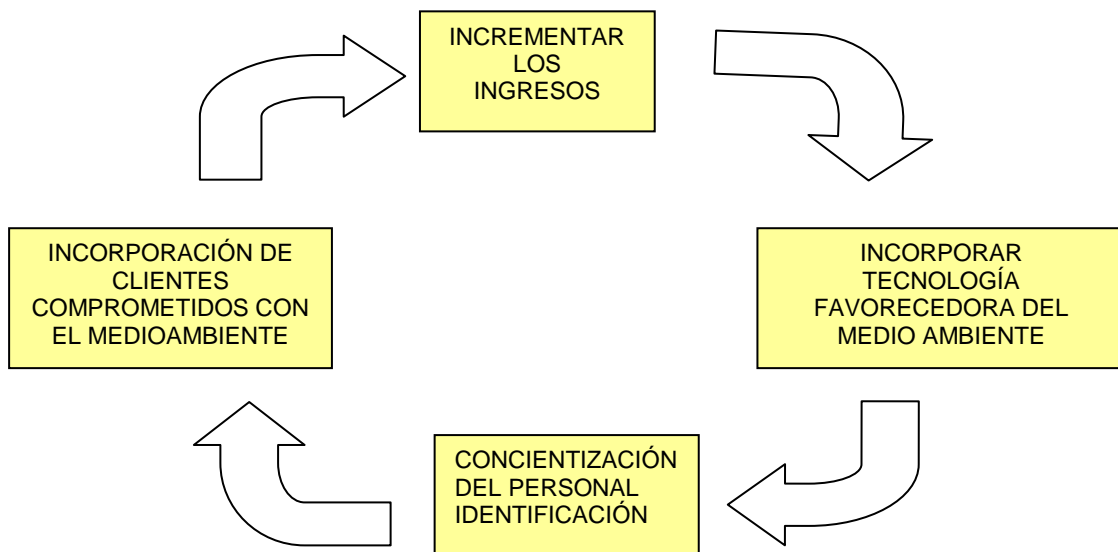 INCREMENTAR
LOS
INGRESOS
INCORPORACIÓN DE
CLIENTES
COMPROMETIDOS CON
EL MEDIOAMBIENTE
INCORPORAR
TECNOLOGÍA
FAVORECEDORA DEL
MEDIO AMBIENTE
CONCIENTIZACIÓN
DEL PERSONAL
IDENTIFICACIÓN